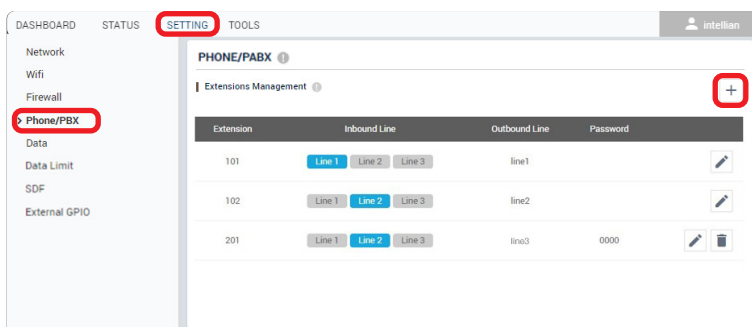 DASHBOARD STATUS SETTING TOOLS intellian
Network
Wifi
Firewall
> Phone/PBX
Data
Data Limit
SDF
External GPIO
PHONE/PABX
Extensions Management
+
Extension Inbound Line Outbound Line Password
101 Line 1 Line 2 Line 3 line1
102 Line 1 Line 2 Line 3 line2
201 Line 1 Line 2 Line 3 line3 0000